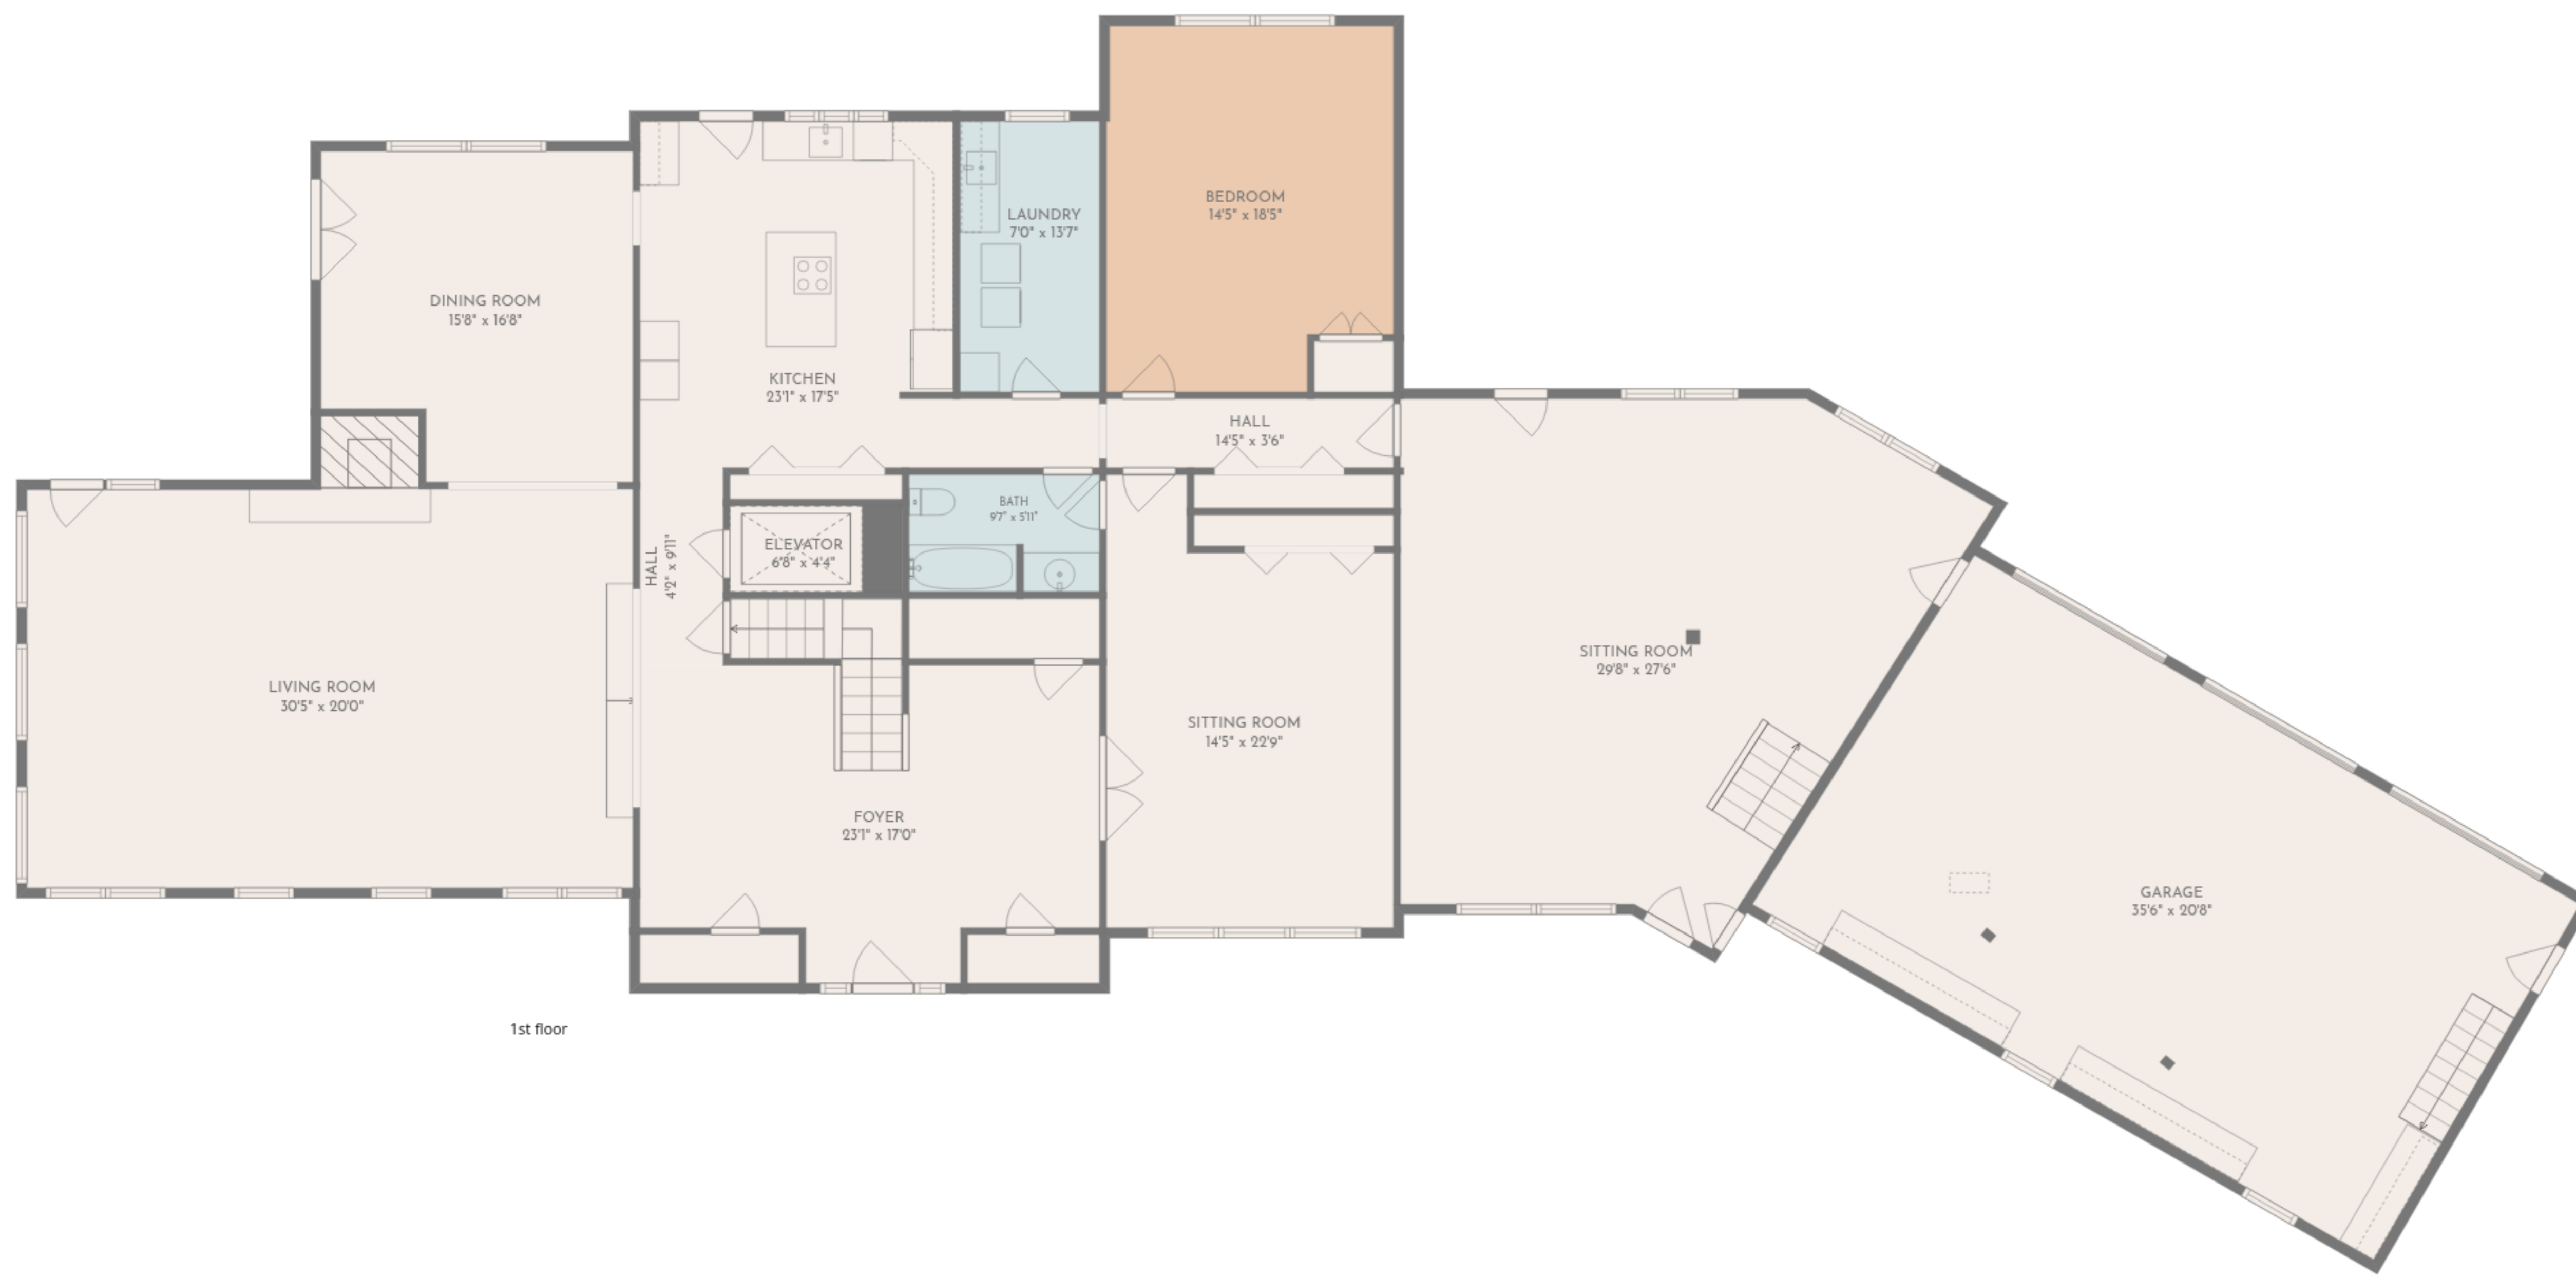 BEDROOM
14'5" x 18'5"
LAUNDRY
7'0" x 13'7"
DINING ROOM
15'8" x 16'8"
KITCHEN
23'1" x 17'5"
HALL
14'5" x 3'6"
BATH
9'7" x 5'11"
ELEVATOR
6'8" x 4'4"
HALL
4'2" x 9'11"
SITTING ROOM
29'8" x 27'6"
LIVING ROOM
30'5" x 20'0"
SITTING ROOM
14'5" x 22'9"
FOYER
23'1" x 17'0"
GARAGE
35'6" x 20'8"
1st floor